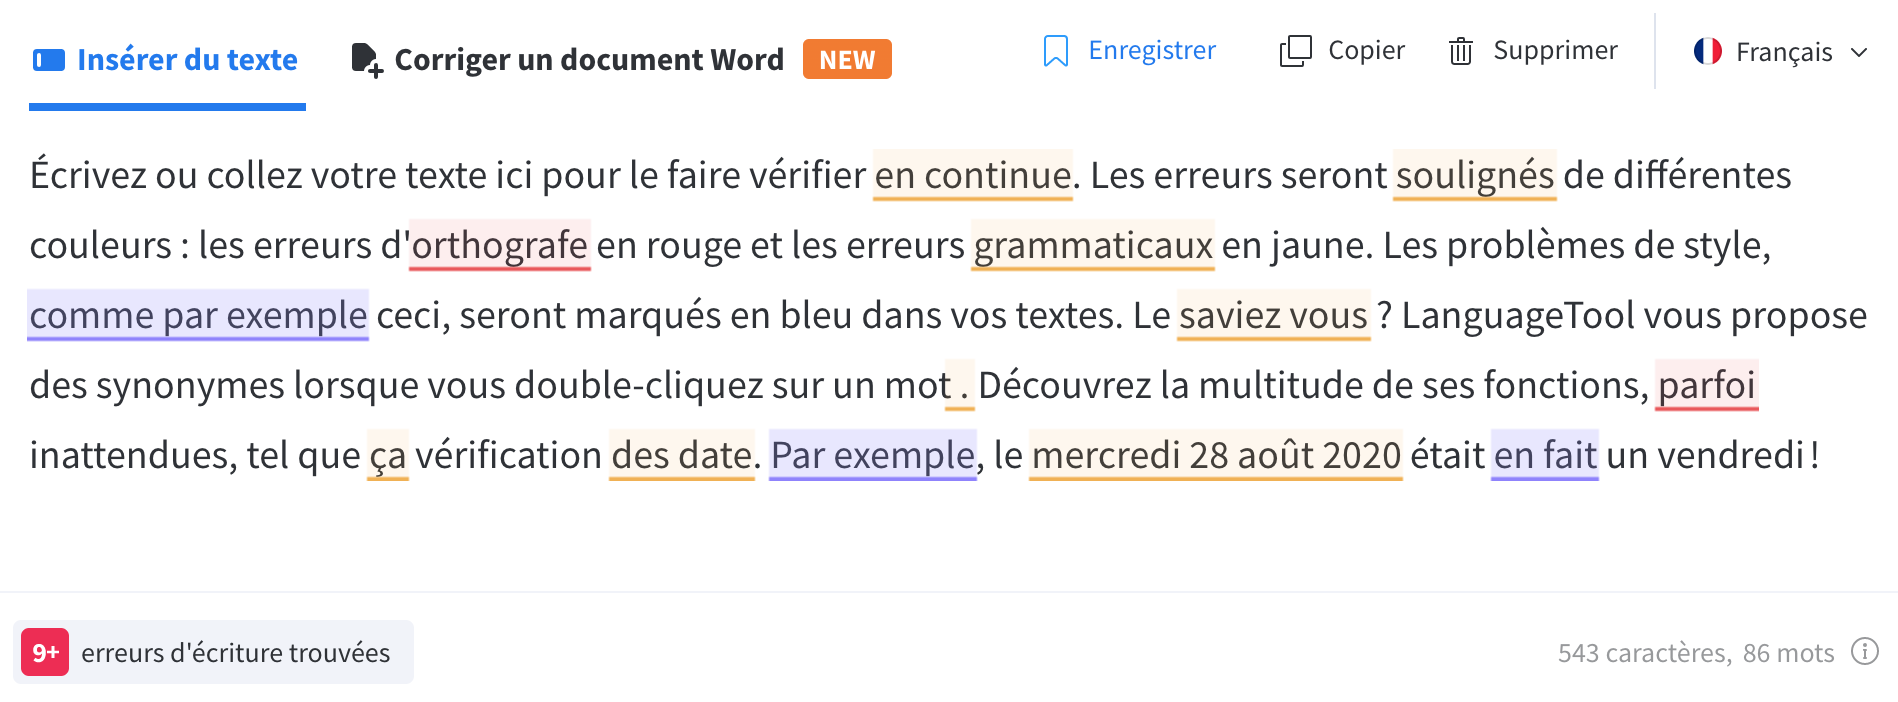 Insérer du texte Corriger un document Word NEW Enregistrer Copier Supprimer Français
Écrivez ou collez votre texte ici pour le faire vérifier en continue. Les erreurs seront soulignés de différentes
couleurs : les erreurs d'orthografe en rouge et les erreurs grammaticaux en jaune. Les problèmes de style,
comme par exemple ceci, seront marqués en bleu dans vos textes. Le saviez vous ? LanguageTool vous propose
des synonymes lorsque vous double-cliquez sur un mot . Découvrez la multitude de ses fonctions, parfoi
inattendues, tel que ça vérification des date. Par exemple, le mercredi 28 août 2020 était en fait un vendredi !
9+ erreurs d'écriture trouvées 543 caractères, 86 mots